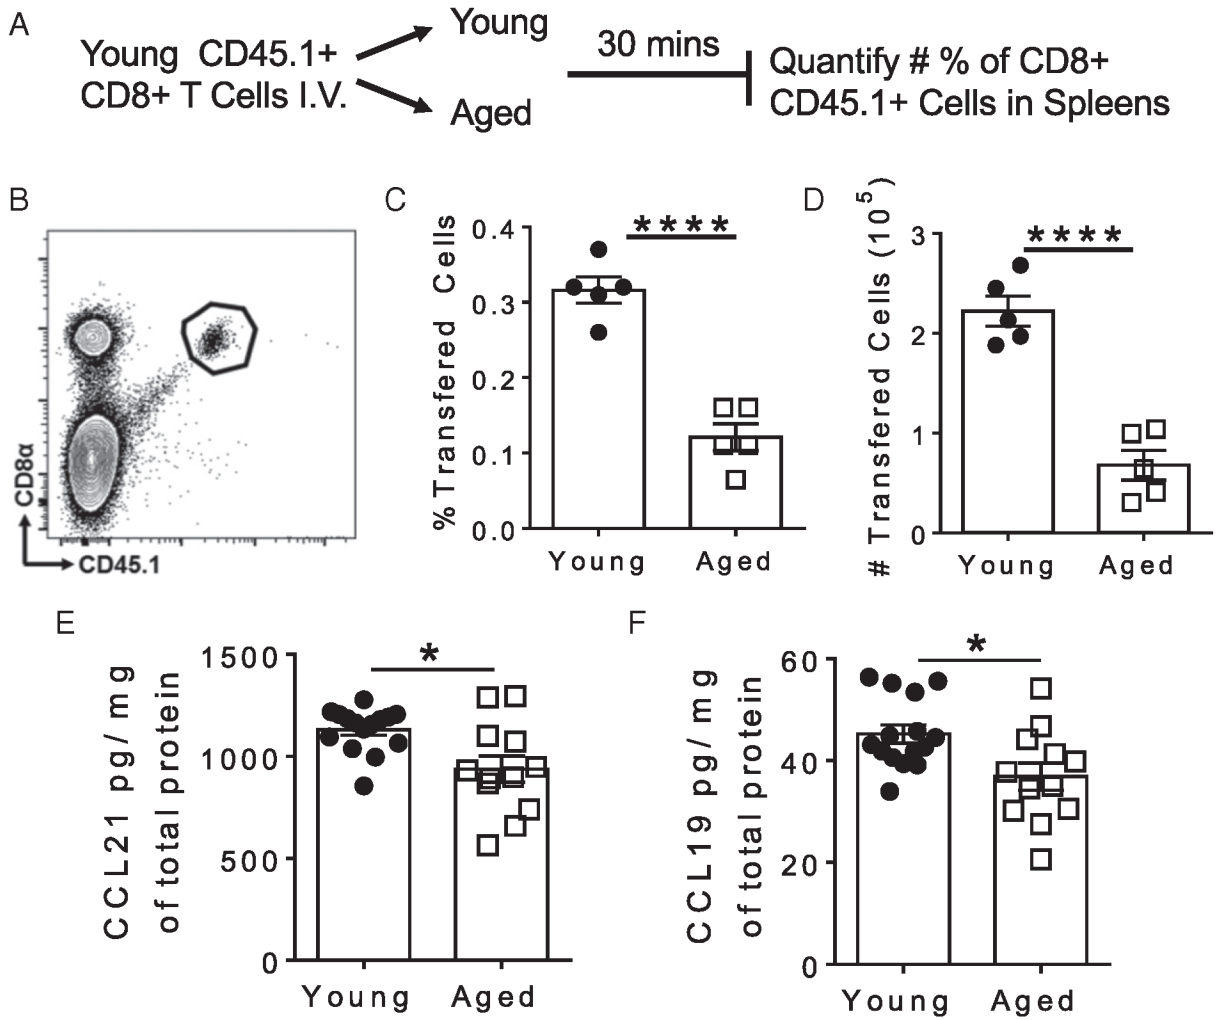 A
Young CD45.1+
CD8+ T Cells I.V.
Young
Aged
30 mins
Quantify # % of CD8+
CD45.1+ Cells in Spleens
B
CD8α
CD45.1
C
% Transferred Cells
0.4
0.3
0.2
0.1
0.0
****
Young Aged
D
# Transferred Cells (10^5)
3
2
1
0
****
Young Aged
E
CCL21 pg/mg
of total protein
1500
1000
500
0
*
Young Aged
F
CCL19 pg/mg
of total protein
60
40
20
0
*
Young Aged